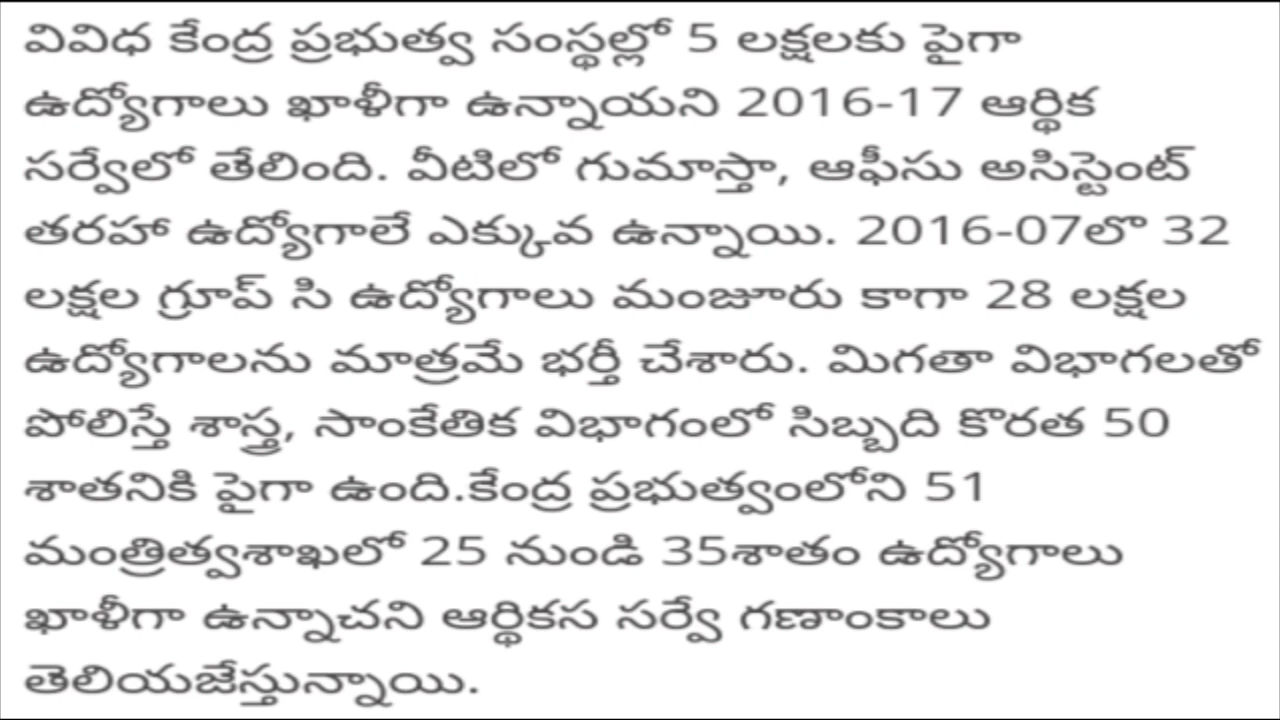 వివిధ కేంద్ర ప్రభుత్వ సంస్థల్లో 5 లక్షలకు పైగా
ఉద్యోగాలు ఖాళీగా ఉన్నాయని 2016-17 ఆర్థిక
సర్వేలో తేలింది. వీటిలో గుమాస్తా, ఆఫీసు అసిస్టెంట్
తరహా ఉద్యోగాలే ఎక్కువ ఉన్నాయి. 2016-07లొ 32
లక్షల గ్రూప్ సి ఉద్యోగాలు మంజూరు కాగా 28 లక్షల
ఉద్యోగాలను మాత్రమే భర్తీ చేశారు. మిగతా విభాగలతో
పోలిస్తే శాస్త్ర, సాంకేతిక విభాగంలో సిబ్బది కొరత 50
శాతనికి పైగా ఉంది.కేంద్ర ప్రభుత్వంలోని 51
మంత్రిత్వశాఖలో 25 నుండి 35శాతం ఉద్యోగాలు
ఖాళీగా ఉన్నాచని ఆర్థికస సర్వే గణాంకాలు
తెలియజేస్తున్నాయి.